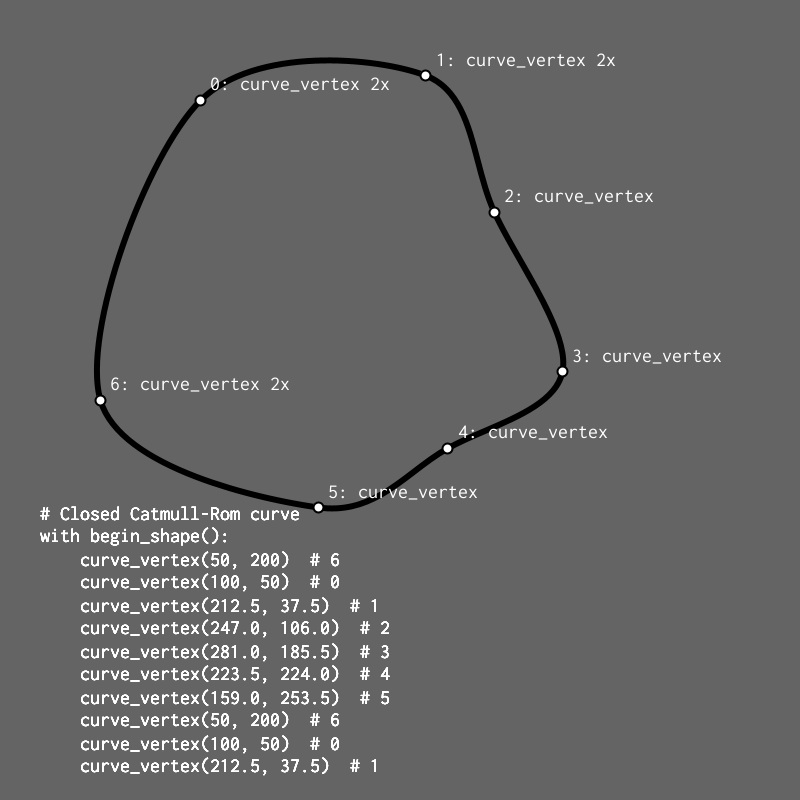 1: curve_vertex 2x
0: curve_vertex 2x
2: curve_vertex
3: curve_vertex
6: curve_vertex 2x
4: curve_vertex
5: curve_vertex
# Closed Catmull-Rom curve
with begin_shape():
    curve_vertex(50, 200)  # 6
    curve_vertex(100, 50)  # 0
    curve_vertex(212.5, 37.5)  # 1
    curve_vertex(247.0, 106.0)  # 2
    curve_vertex(281.0, 185.5)  # 3
    curve_vertex(223.5, 224.0)  # 4
    curve_vertex(159.0, 253.5)  # 5
    curve_vertex(50, 200)  # 6
    curve_vertex(100, 50)  # 0
    curve_vertex(212.5, 37.5)  # 1